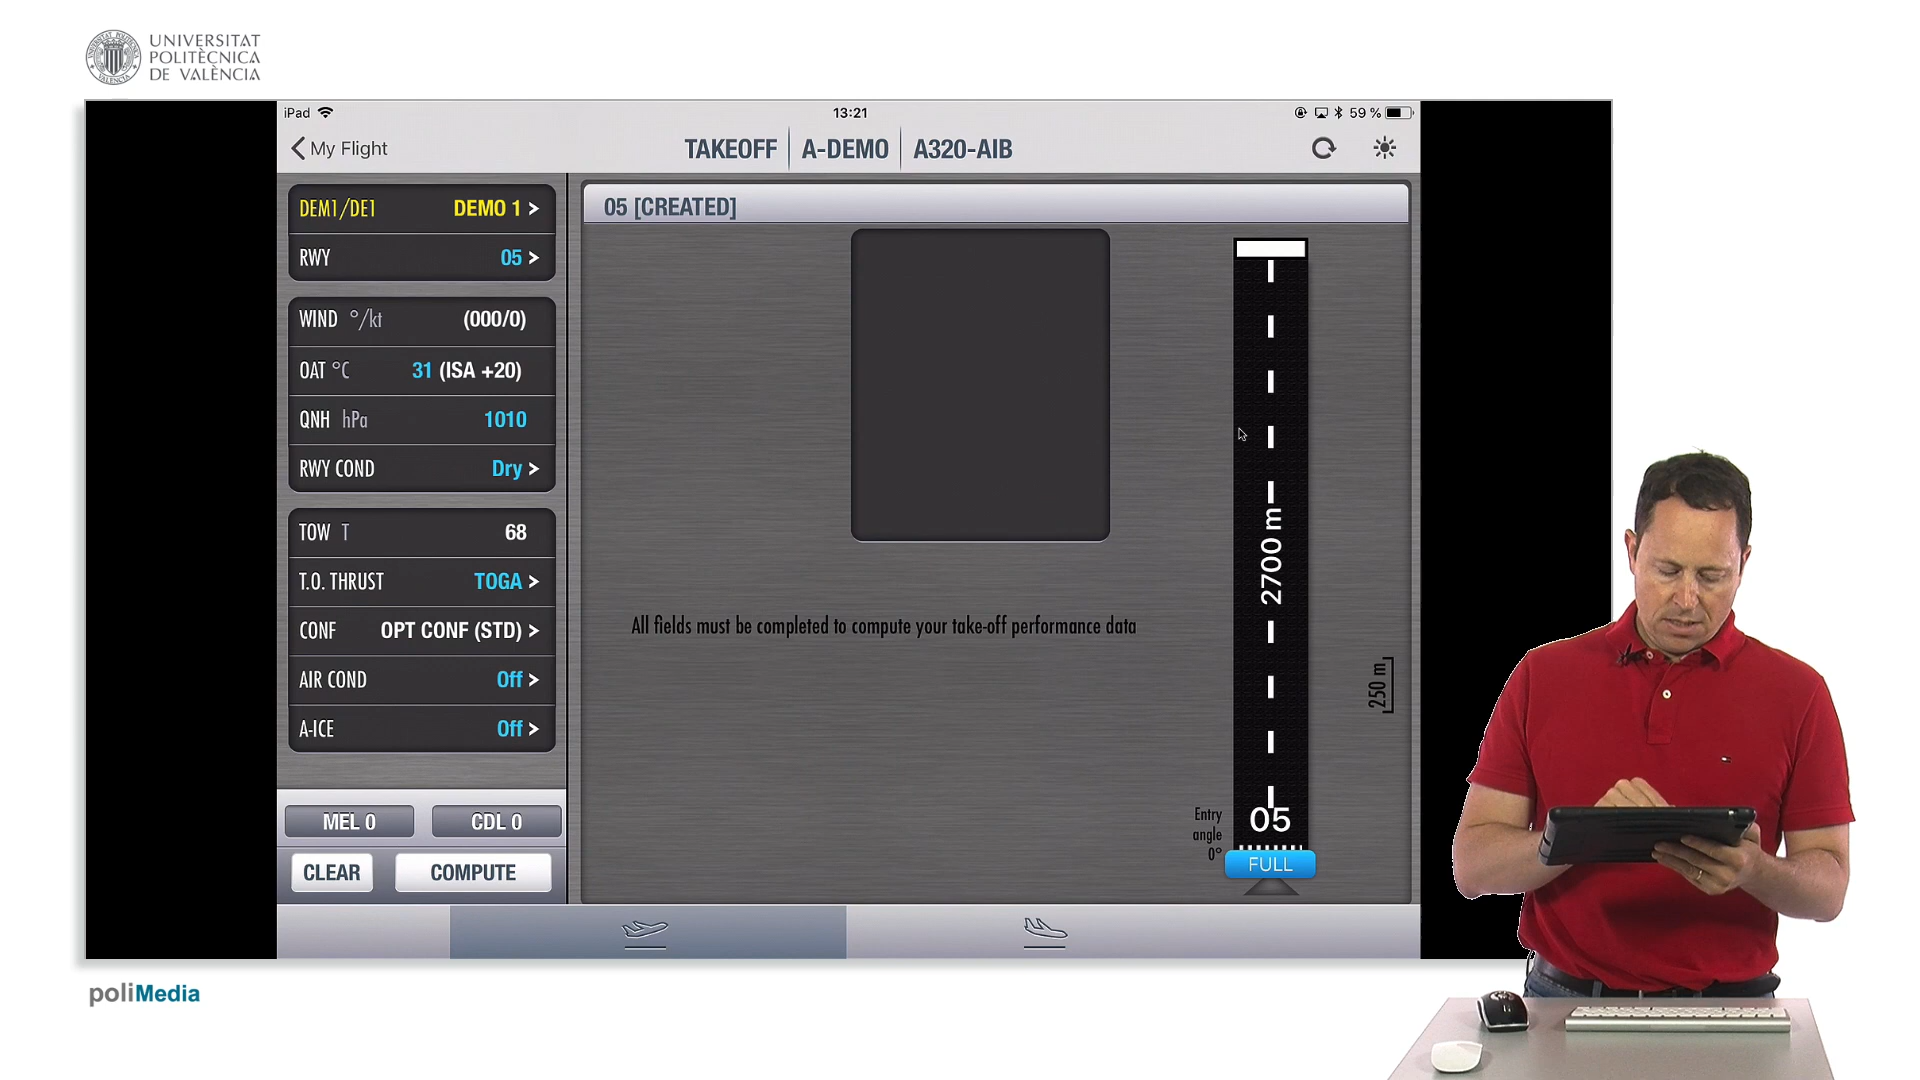 UNIVERSITAT
POLITÈCNICA
DE VALÈNCIA
iPad 13:21 59 %
My Flight TAKEOFF A-DEMO A320-AIB
DEM1/DE1 DEMO 1 >
RWY 05 >
WIND °/kt (000/0)
OAT °C 31 (ISA +20)
QNH hPa 1010
RWY COND Dry >
TOW T 68
T.O. THRUST TOGA >
CONF OPT CONF (STD) >
AIR COND Off >
A-ICE Off >
MEL 0 CDL 0
CLEAR COMPUTE
05 [CREATED]
All fields must be completed to compute your take-off performance data
2700 m
250 m
Entry
angle
0°
05
FULL
poliMedia